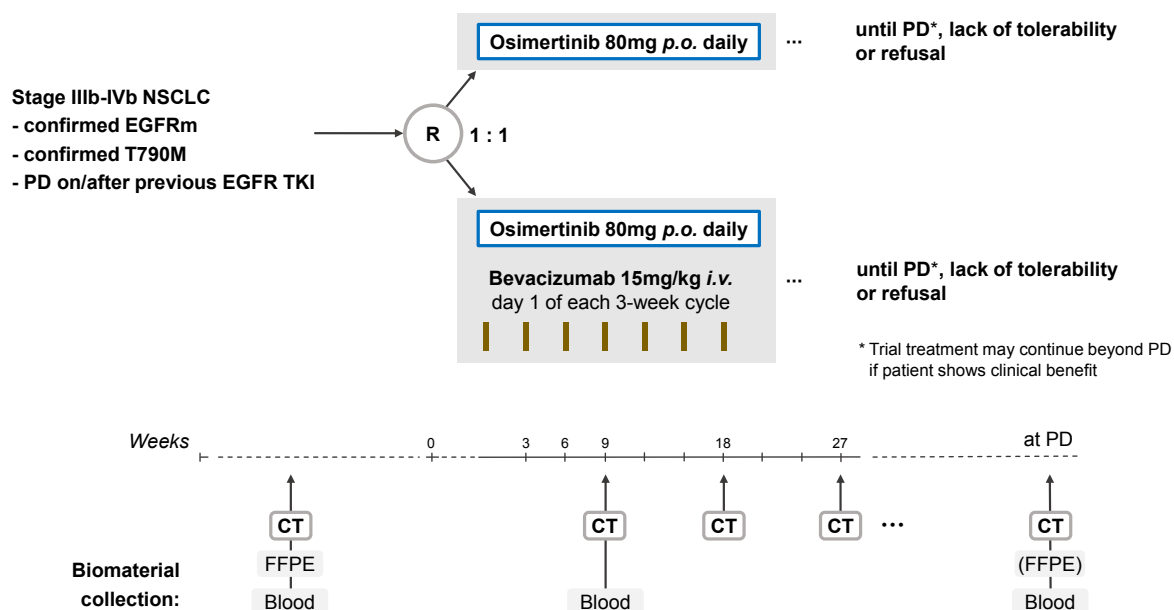 Osimertinib 80mg p.o. daily
...
until PD*, lack of tolerability
or refusal
Stage IIIb-IVb NSCLC
- confirmed EGFRm
- confirmed T790M
- PD on/after previous EGFR TKI
R
1 : 1
Osimertinib 80mg p.o. daily
Bevacizumab 15mg/kg i.v.
day 1 of each 3-week cycle
...
until PD*, lack of tolerability
or refusal
* Trial treatment may continue beyond PD
if patient shows clinical benefit
Weeks
0 3 6 9 18 27
at PD
CT CT CT CT ... CT
FFPE (FFPE)
Biomaterial
collection:
Blood Blood Blood